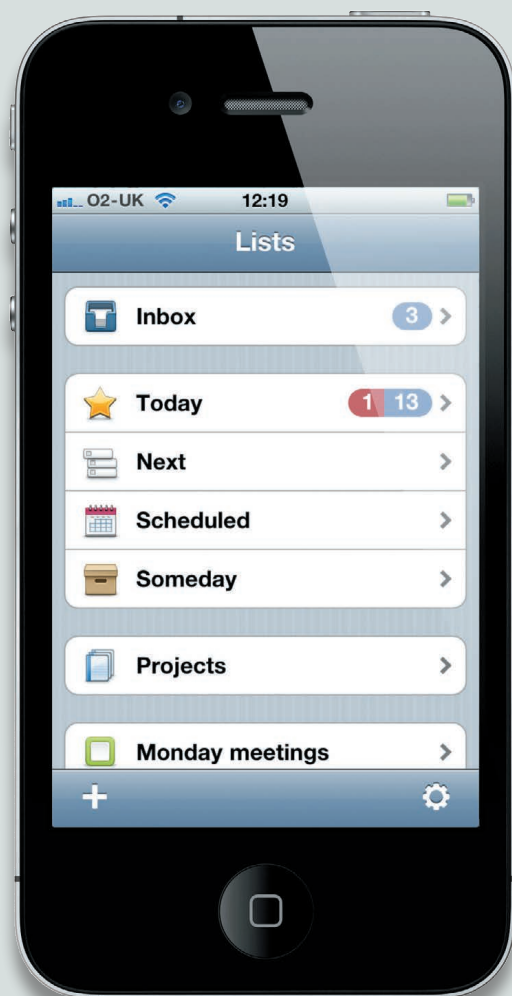 O2-UK 12:19
Lists
Inbox 3
Today 1 13
Next
Scheduled
Someday
Projects
Monday meetings